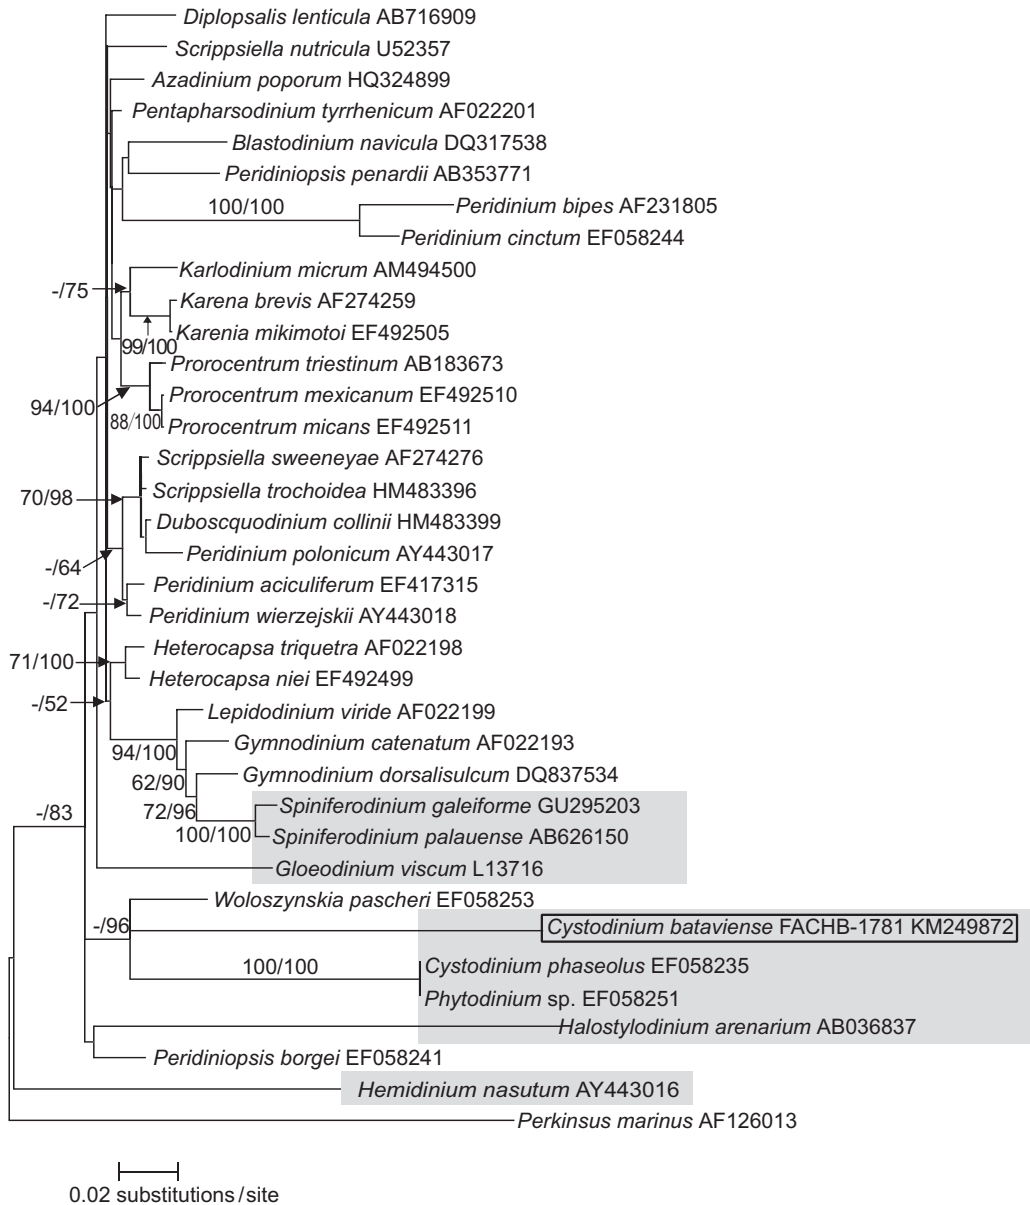 Diplopsalis lenticula AB716909
Scrippsiella nutricula U52357
Azadinium poporum HQ324899
Pentapharsodinium tyrrhenicum AF022201
Blastodinium navicula DQ317538
Peridiniopsis penardii AB353771
100/100
Peridinium bipes AF231805
Peridinium cinctum EF058244
Karlodinium micrum AM494500
-/75
Karena brevis AF274259
Karenia mikimotoi EF492505
99/100
Prorocentrum triestinum AB183673
Prorocentrum mexicanum EF492510
94/100
88/100
Prorocentrum micans EF492511
Scrippsiella sweeneyae AF274276
70/98
Scrippsiella trochoidea HM483396
Duboscquodinium collinii HM483399
Peridinium polonicum AY443017
-/64
Peridinium aciculiferum EF417315
-/72
Peridinium wierzejskii AY443018
Heterocapsa triquetra AF022198
71/100
Heterocapsa niei EF492499
-/52
Lepidodinium viride AF022199
Gymnodinium catenatum AF022193
94/100
Gymnodinium dorsalisulcum DQ837534
62/90
Spiniferodinium galeiforme GU295203
72/96
-/83
100/100
Spiniferodinium palauense AB626150
Gloeodinium viscum L13716
Woloszynskia pascheri EF058253
-/96
Cystodinium bataviense FACHB-1781 KM249872
100/100
Cystodinium phaseolus EF058235
Phytodinium sp. EF058251
Halostylodinium arenarium AB036837
Peridiniopsis borgei EF058241
Hemidinium nasutum AY443016
Perkinsus marinus AF126013
0.02 substitutions/site